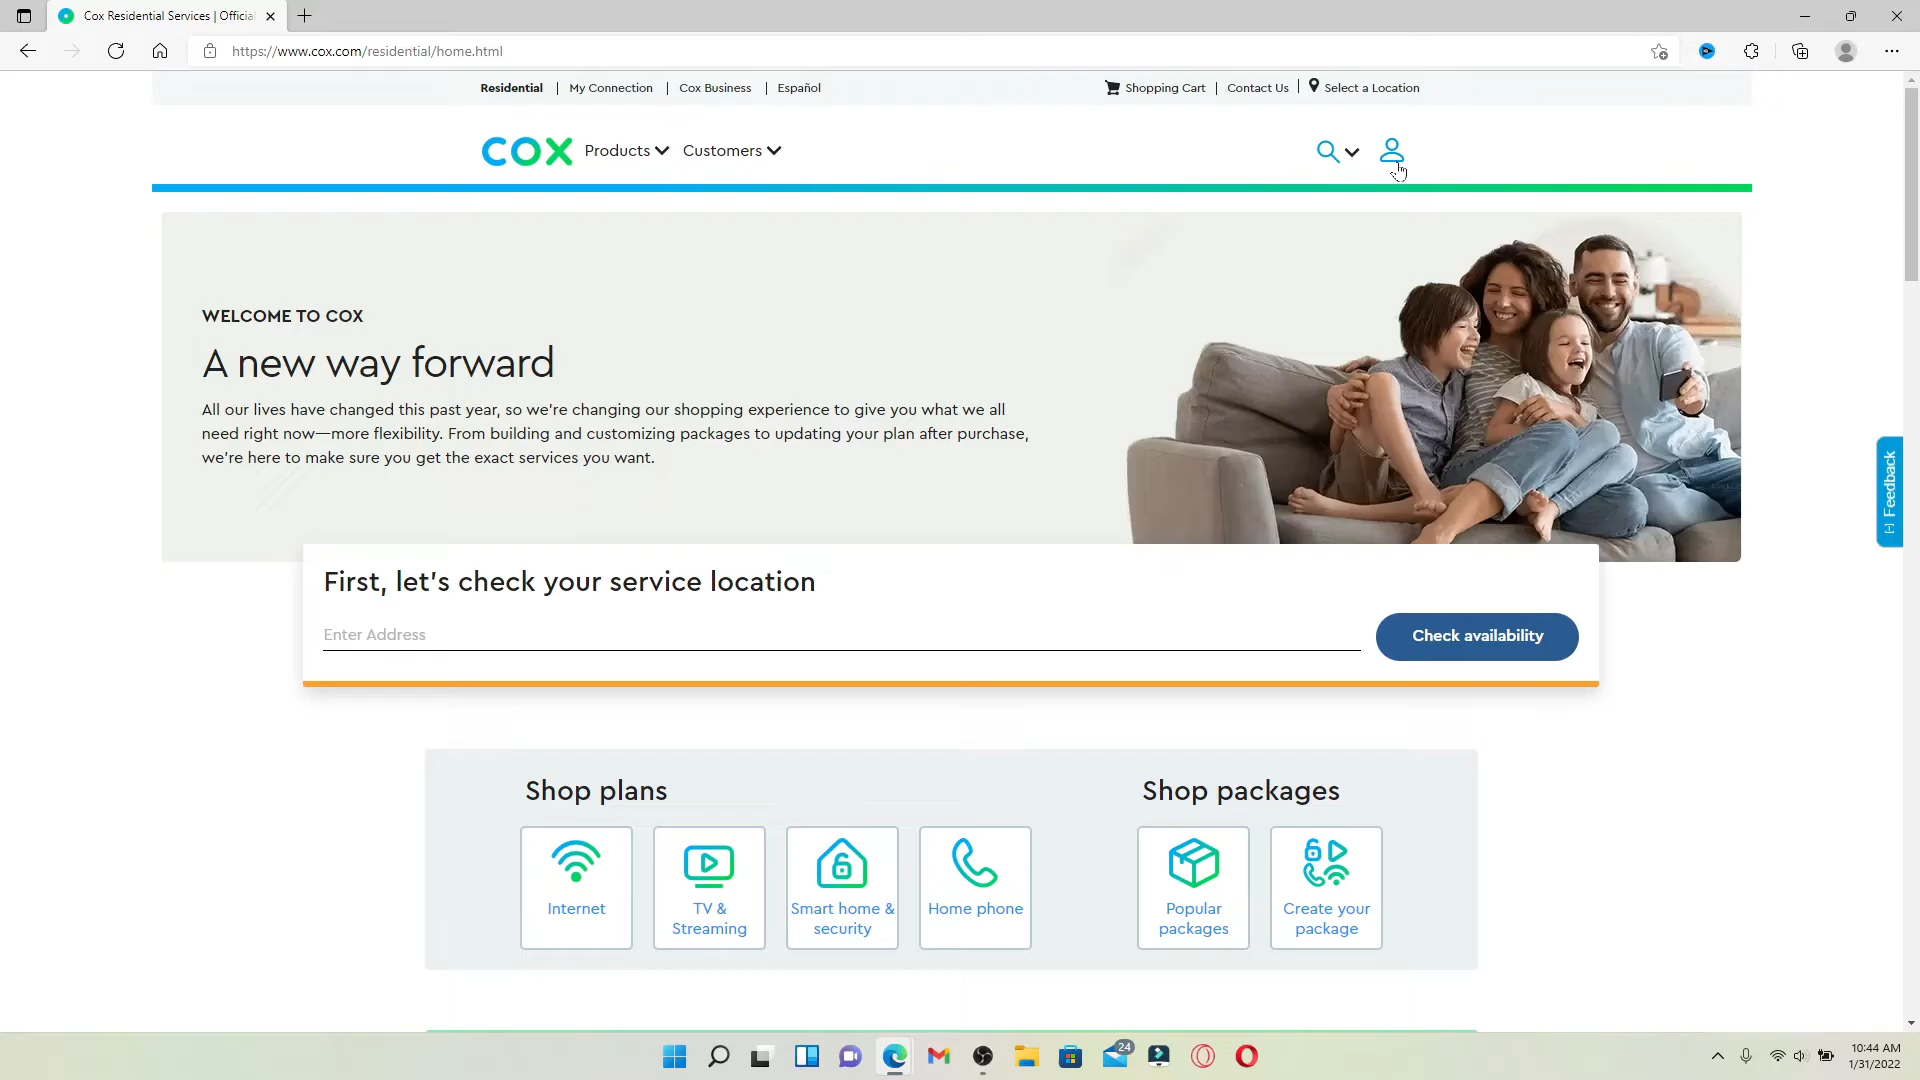 Cox Residential Services | Official
https://www.cox.com/residential/home.html
Residential | My Connection | Cox Business | Español
Shopping Cart | Contact Us | Select a Location
COX Products Customers
WELCOME TO COX
A new way forward
All our lives have changed this past year, so we're changing our shopping experience to give you what we all
need right now—more flexibility. From building and customizing packages to updating your plan after purchase,
we're here to make sure you get the exact services you want.
[-] Feedback
First, let's check your service location
Enter Address
Check availability
Shop plans
Shop packages
Internet
TV &
Streaming
Smart home &
security
Home phone
Popular
packages
Create your
package
24
10:44 AM
1/31/2022